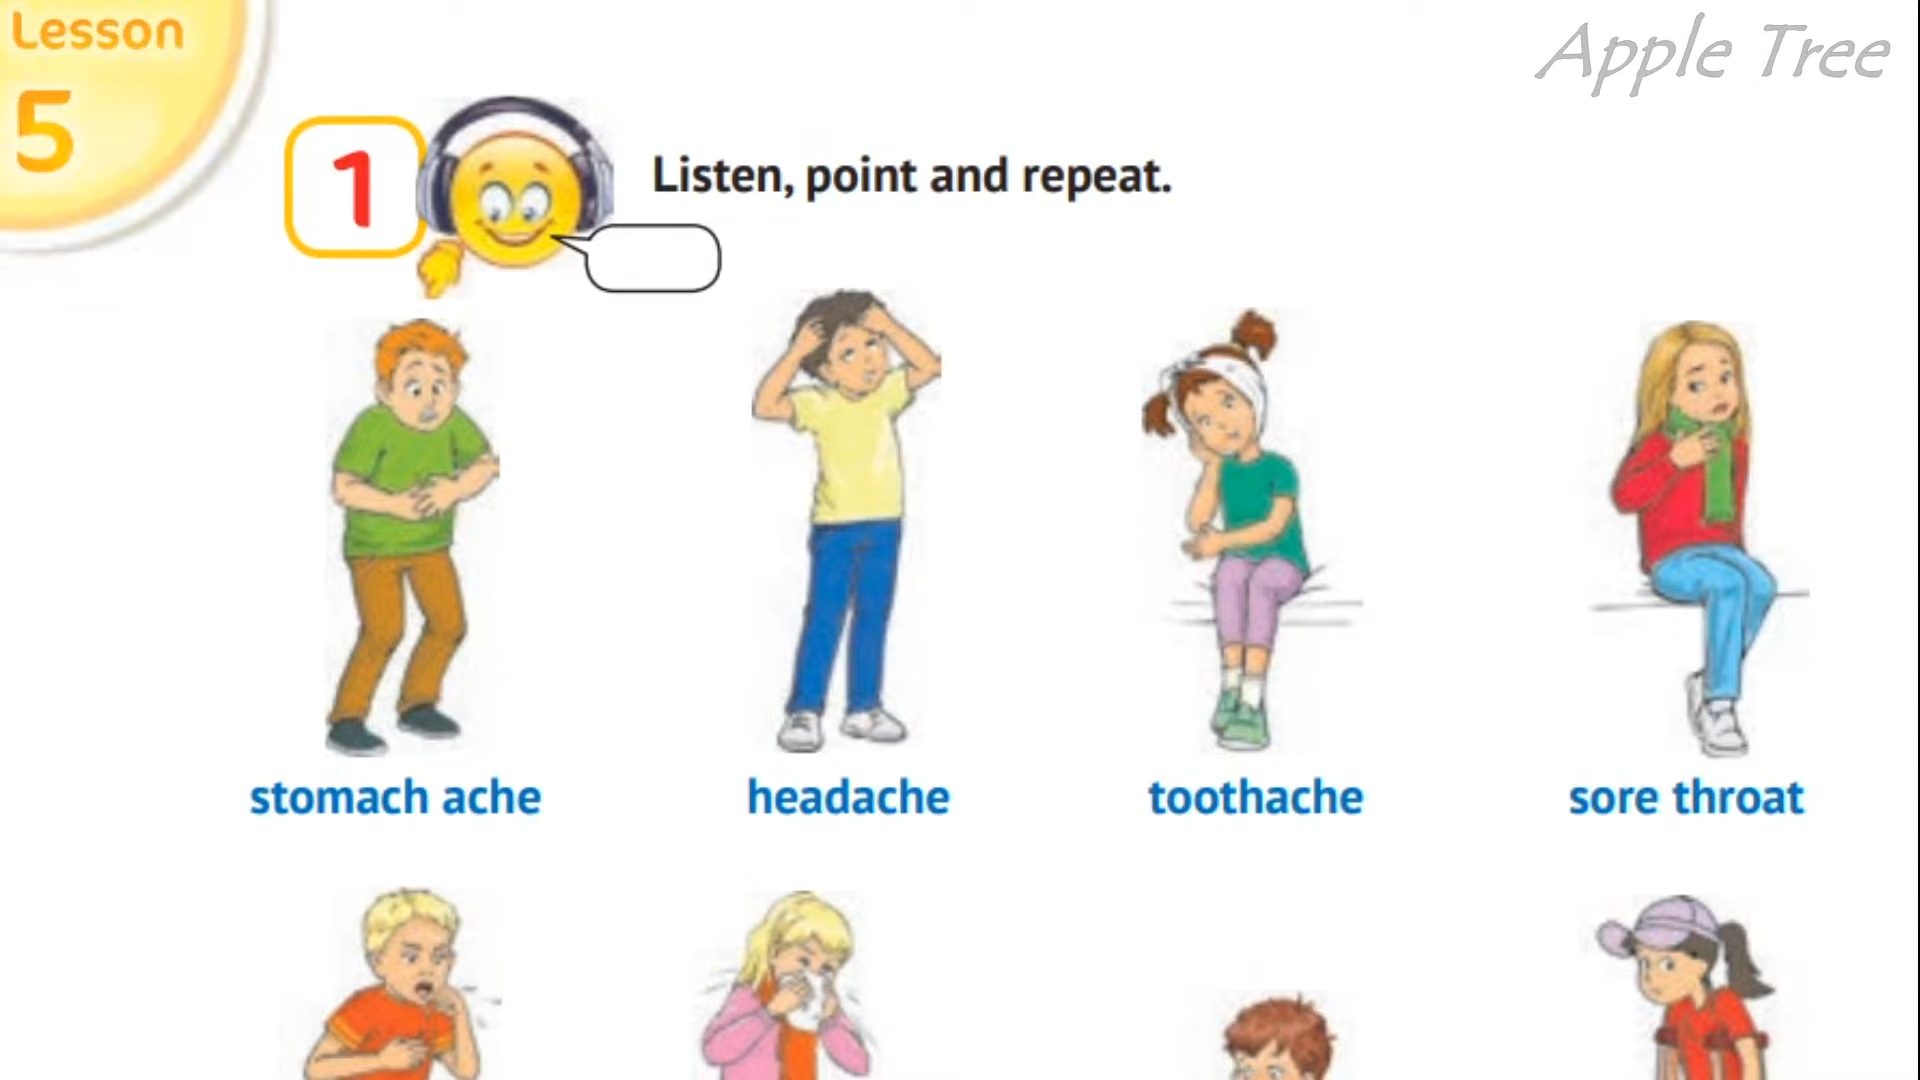 Lesson
5
Apple Tree
1
Listen, point and repeat.
stomach ache
headache
toothache
sore throat